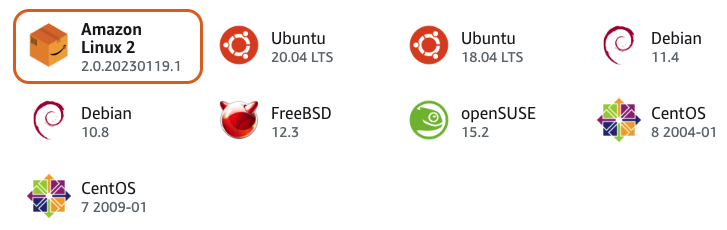 Amazon
Linux 2
2.0.20230119.1
Ubuntu
20.04 LTS
Ubuntu
18.04 LTS
Debian
11.4
Debian
10.8
FreeBSD
12.3
openSUSE
15.2
CentOS
8 2004-01
CentOS
7 2009-01